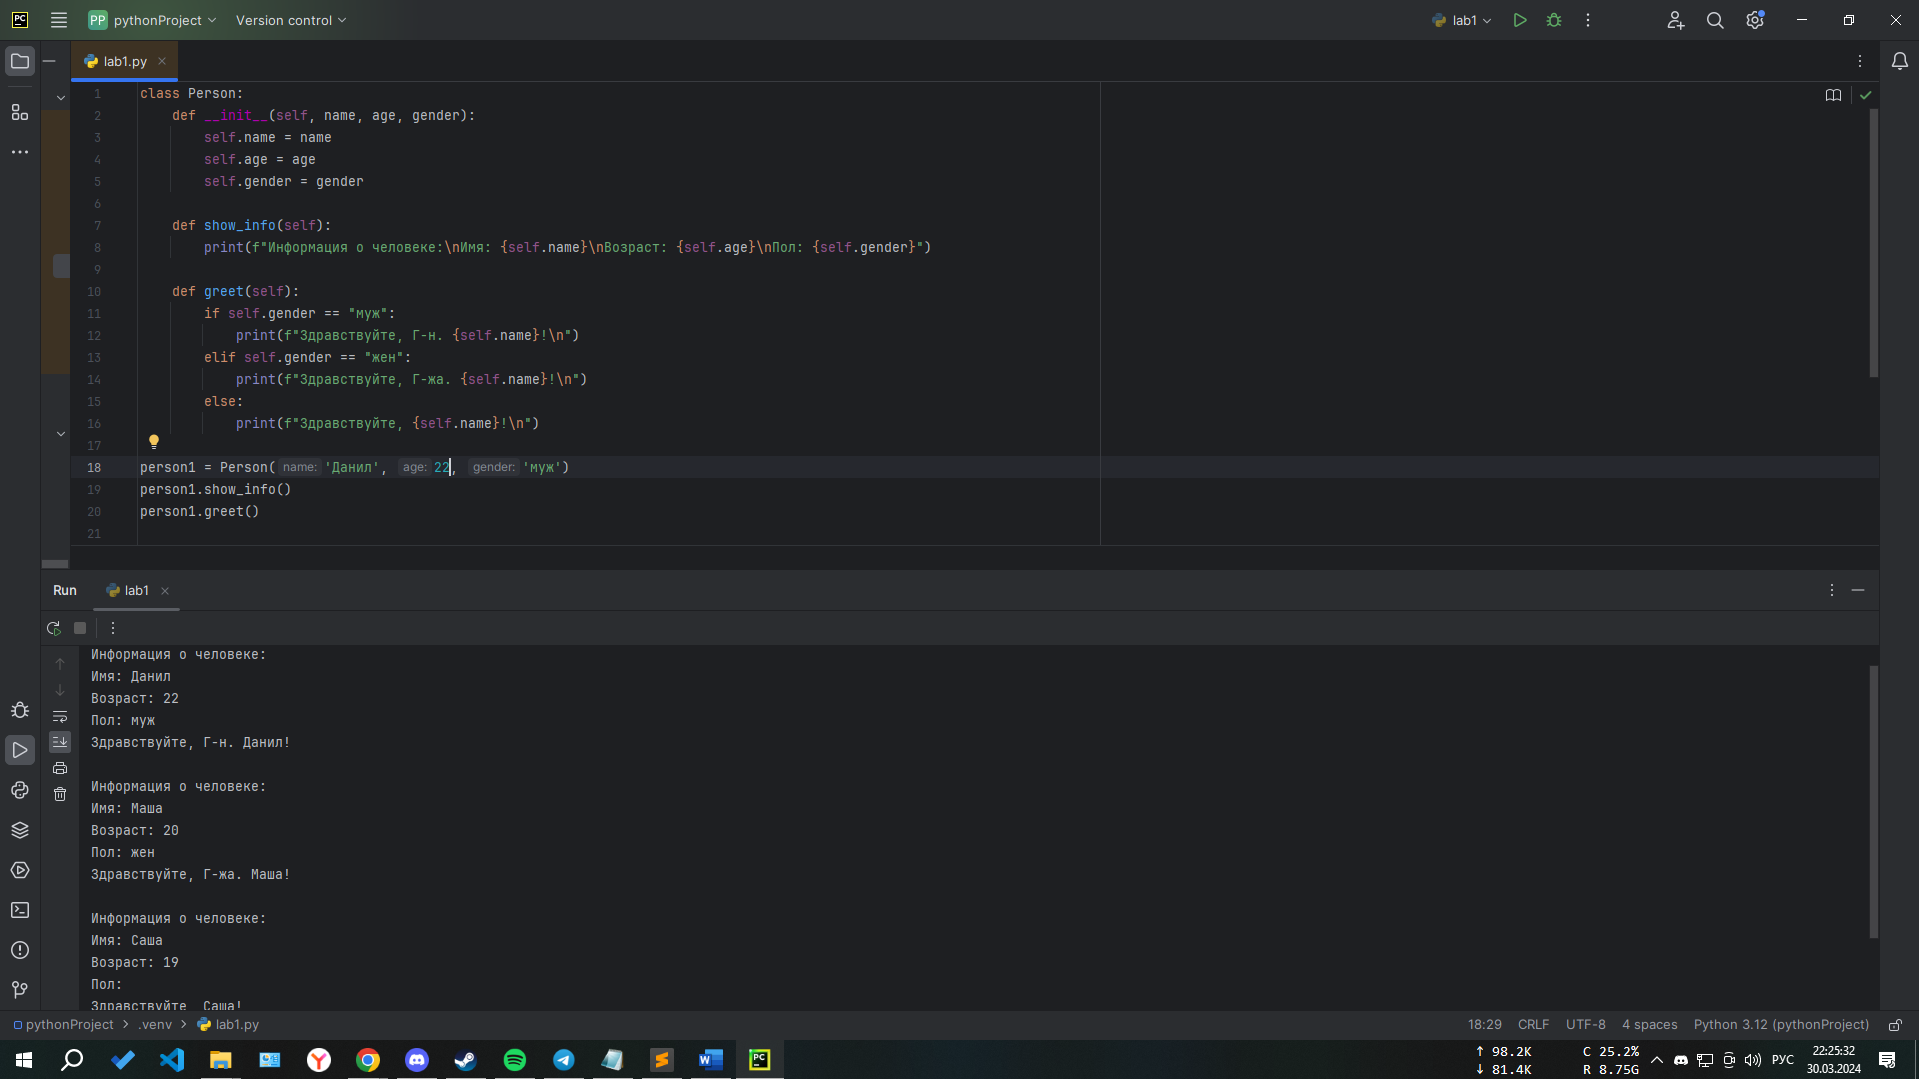 PC PP pythonProject Version control lab1
lab1.py
1 class Person:
2 def __init__(self, name, age, gender):
3 self.name = name
4 self.age = age
5 self.gender = gender
6
7 def show_info(self):
8 print(f"Информация о человеке:\nИмя: {self.name}\nВозраст: {self.age}\nПол: {self.gender}")
9
10 def greet(self):
11 if self.gender == "муж":
12 print(f"Здравствуйте, Г-н. {self.name}!\n")
13 elif self.gender == "жен":
14 print(f"Здравствуйте, Г-жа. {self.name}!\n")
15 else:
16 print(f"Здравствуйте, {self.name}!\n")
17
18 person1 = Person( name: 'Данил', age: 22, gender: 'муж')
19 person1.show_info()
20 person1.greet()
21
Run lab1
Информация о человеке:
Имя: Данил
Возраст: 22
Пол: муж
Здравствуйте, Г-н. Данил!
Информация о человеке:
Имя: Маша
Возраст: 20
Пол: жен
Здравствуйте, Г-жа. Маша!
Информация о человеке:
Имя: Саша
Возраст: 19
Пол:
Здравствуйте, Саша!
pythonProject > .venv > lab1.py 18:29 CRLF UTF-8 4 spaces Python 3.12 (pythonProject)
↑ 98.2K C 25.2% 22:25:32
↓ 81.4K R 8.75G РУС 30.03.2024